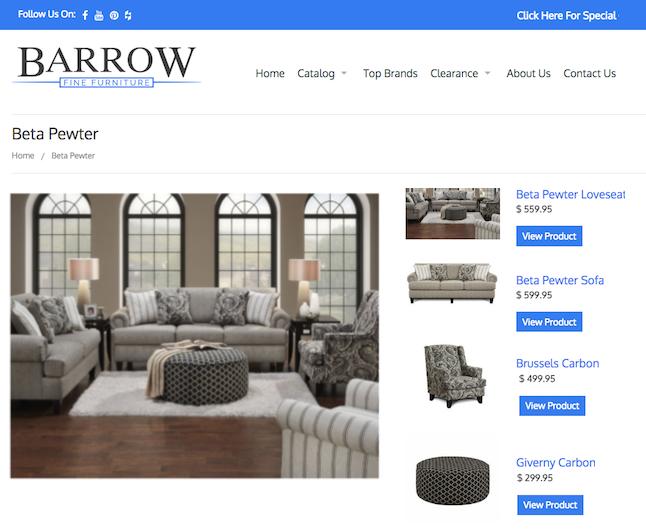 Follow Us On:
Click Here For Special
BARROW
FINE FURNITURE
Home
Catalog
Top Brands
Clearance
About Us
Contact Us
Beta Pewter
Home / Beta Pewter
Beta Pewter Loveseat
$ 559.95
View Product
Beta Pewter Sofa
$ 599.95
View Product
Brussels Carbon
$ 499.95
View Product
Giverny Carbon
$ 299.95
View Product